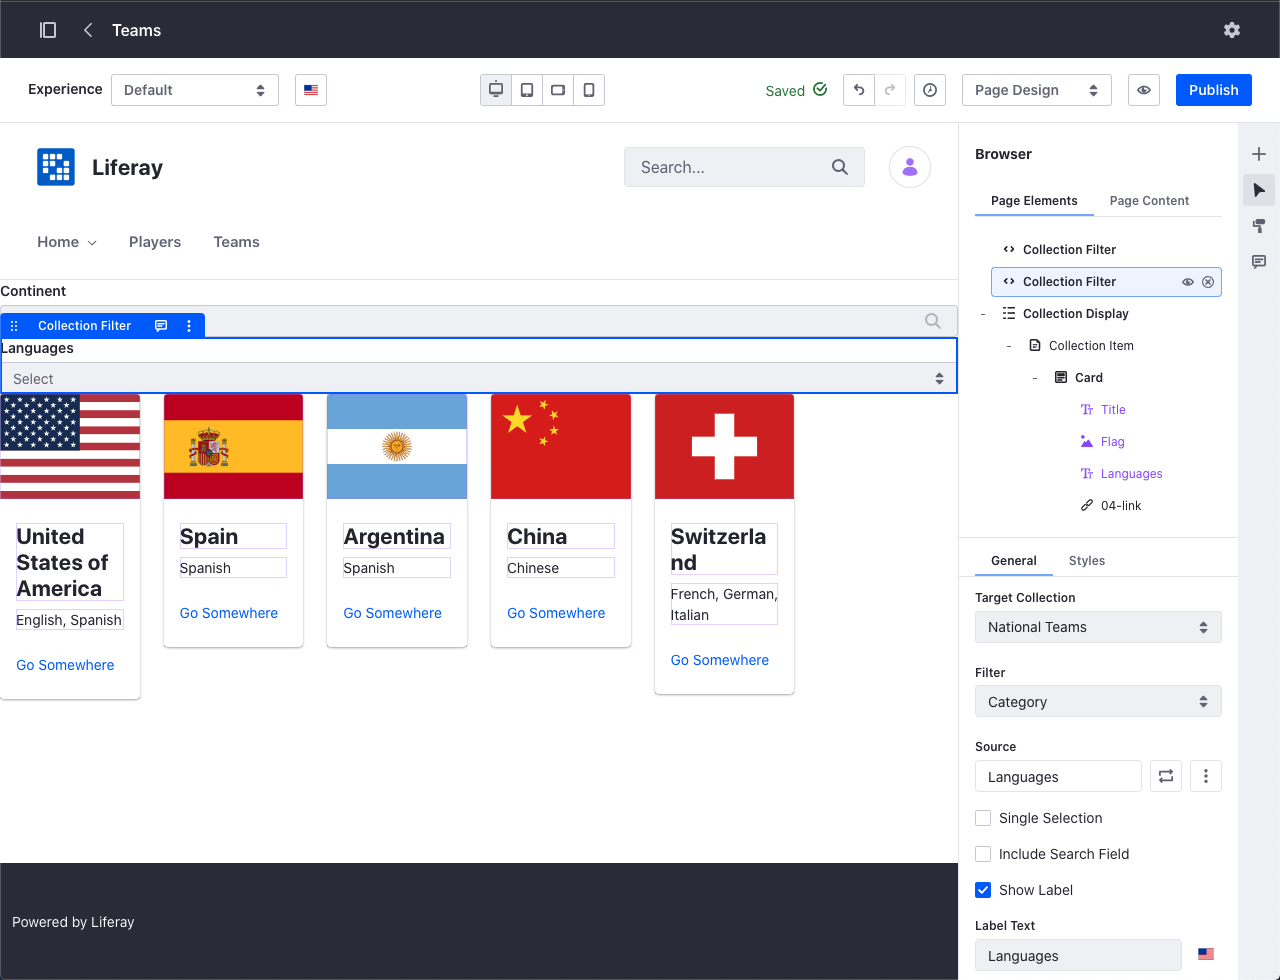 Teams
Experience
Default
Saved
Page Design
Publish
Liferay
Search...
Home
Players
Teams
Continent
Collection Filter
Languages
Select
United
States of
America
English, Spanish
Go Somewhere
Spain
Spanish
Go Somewhere
Argentina
Spanish
Go Somewhere
China
Chinese
Go Somewhere
Switzerla
nd
French, German,
Italian
Go Somewhere
Powered by Liferay
Browser
Page Elements
Page Content
Collection Filter
Collection Filter
- Collection Display
- Collection Item
- Card
Title
Flag
Languages
04-link
General
Styles
Target Collection
National Teams
Filter
Category
Source
Languages
Single Selection
Include Search Field
Show Label
Label Text
Languages